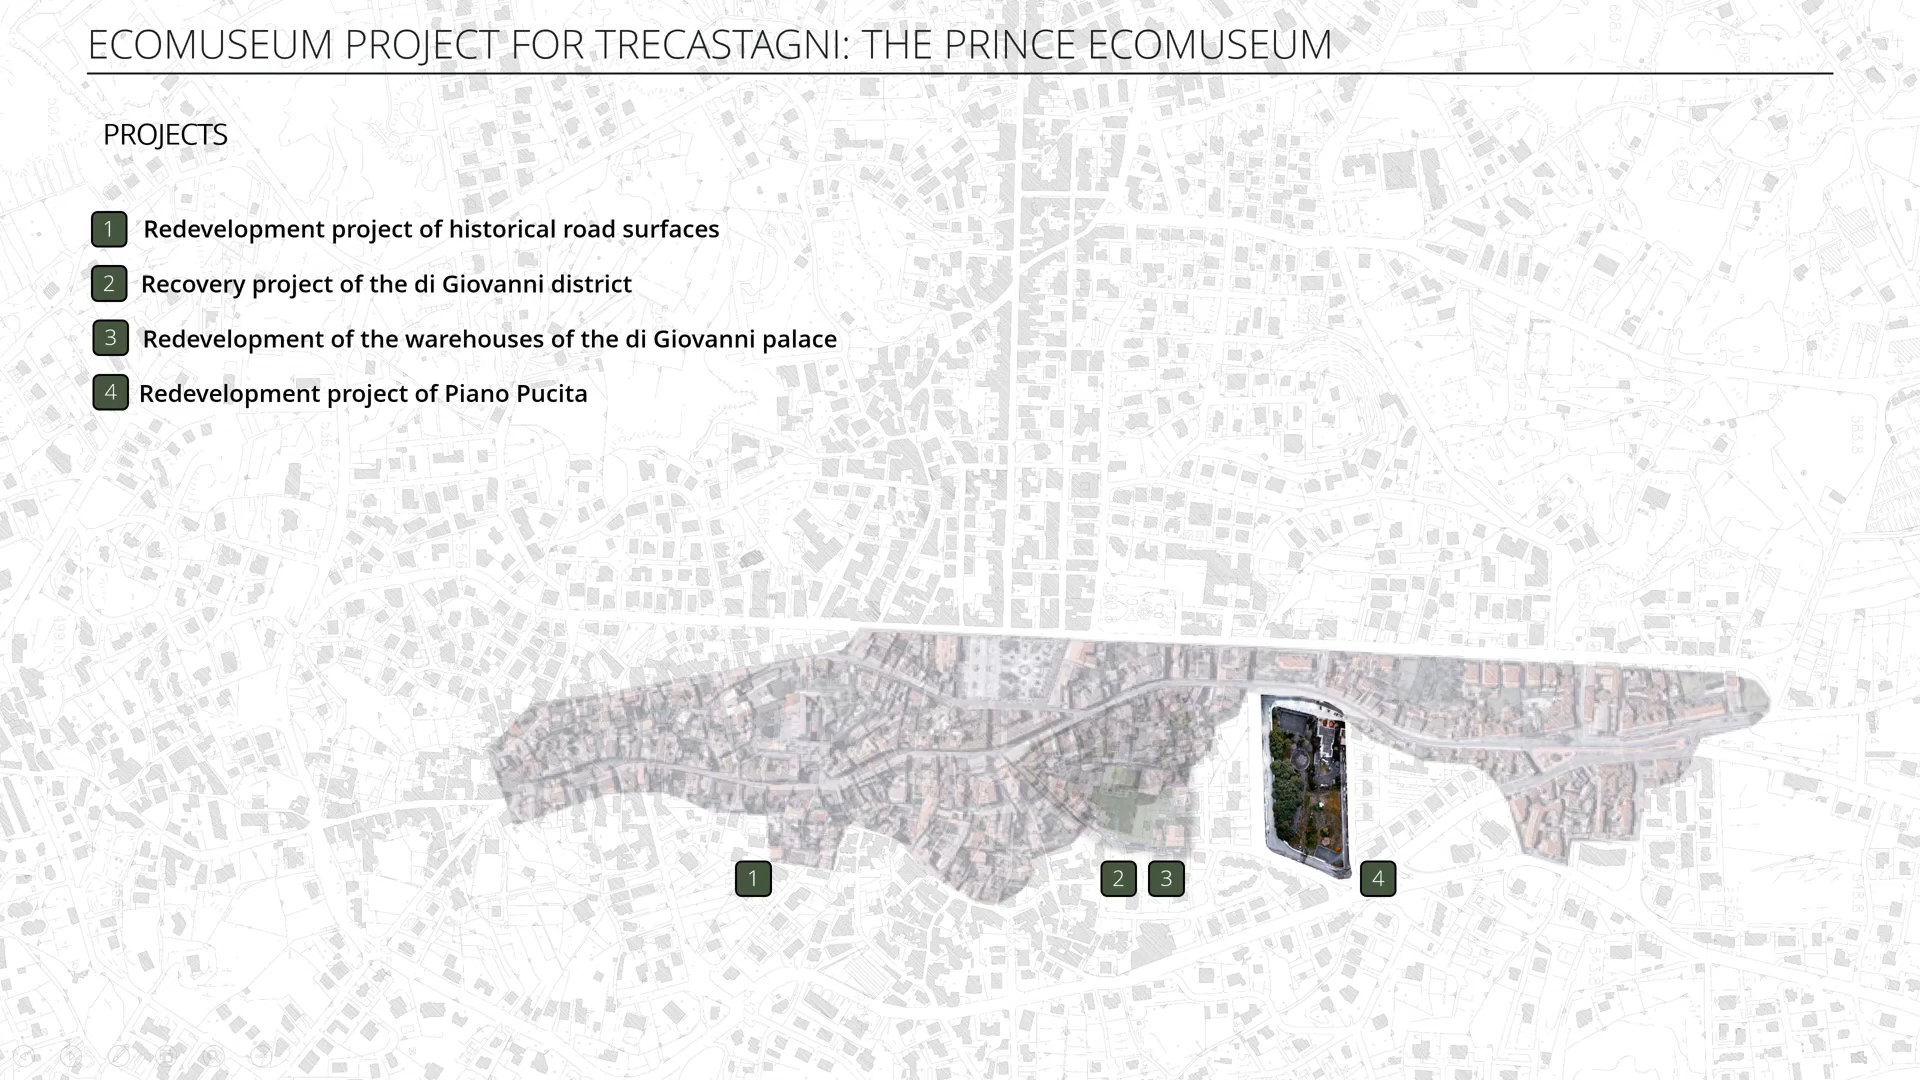 ECOMUSEUM PROJECT FOR TRECASTAGNI: THE PRINCE ECOMUSEUM
PROJECTS
1 Redevelopment project of historical road surfaces
2 Recovery project of the di Giovanni district
3 Redevelopment of the warehouses of the di Giovanni palace
4 Redevelopment project of Piano Pucita
1 2 3 4